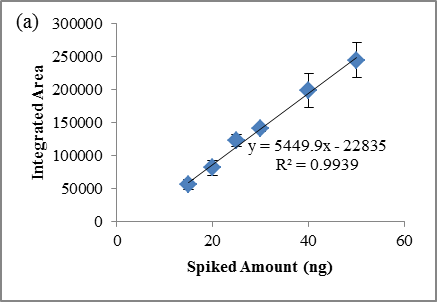 (a)
Integrated Area
300000
250000
200000
150000
100000
50000
0
y = 5449.9x - 22835
R² = 0.9939
0
20
40
60
Spiked Amount (ng)